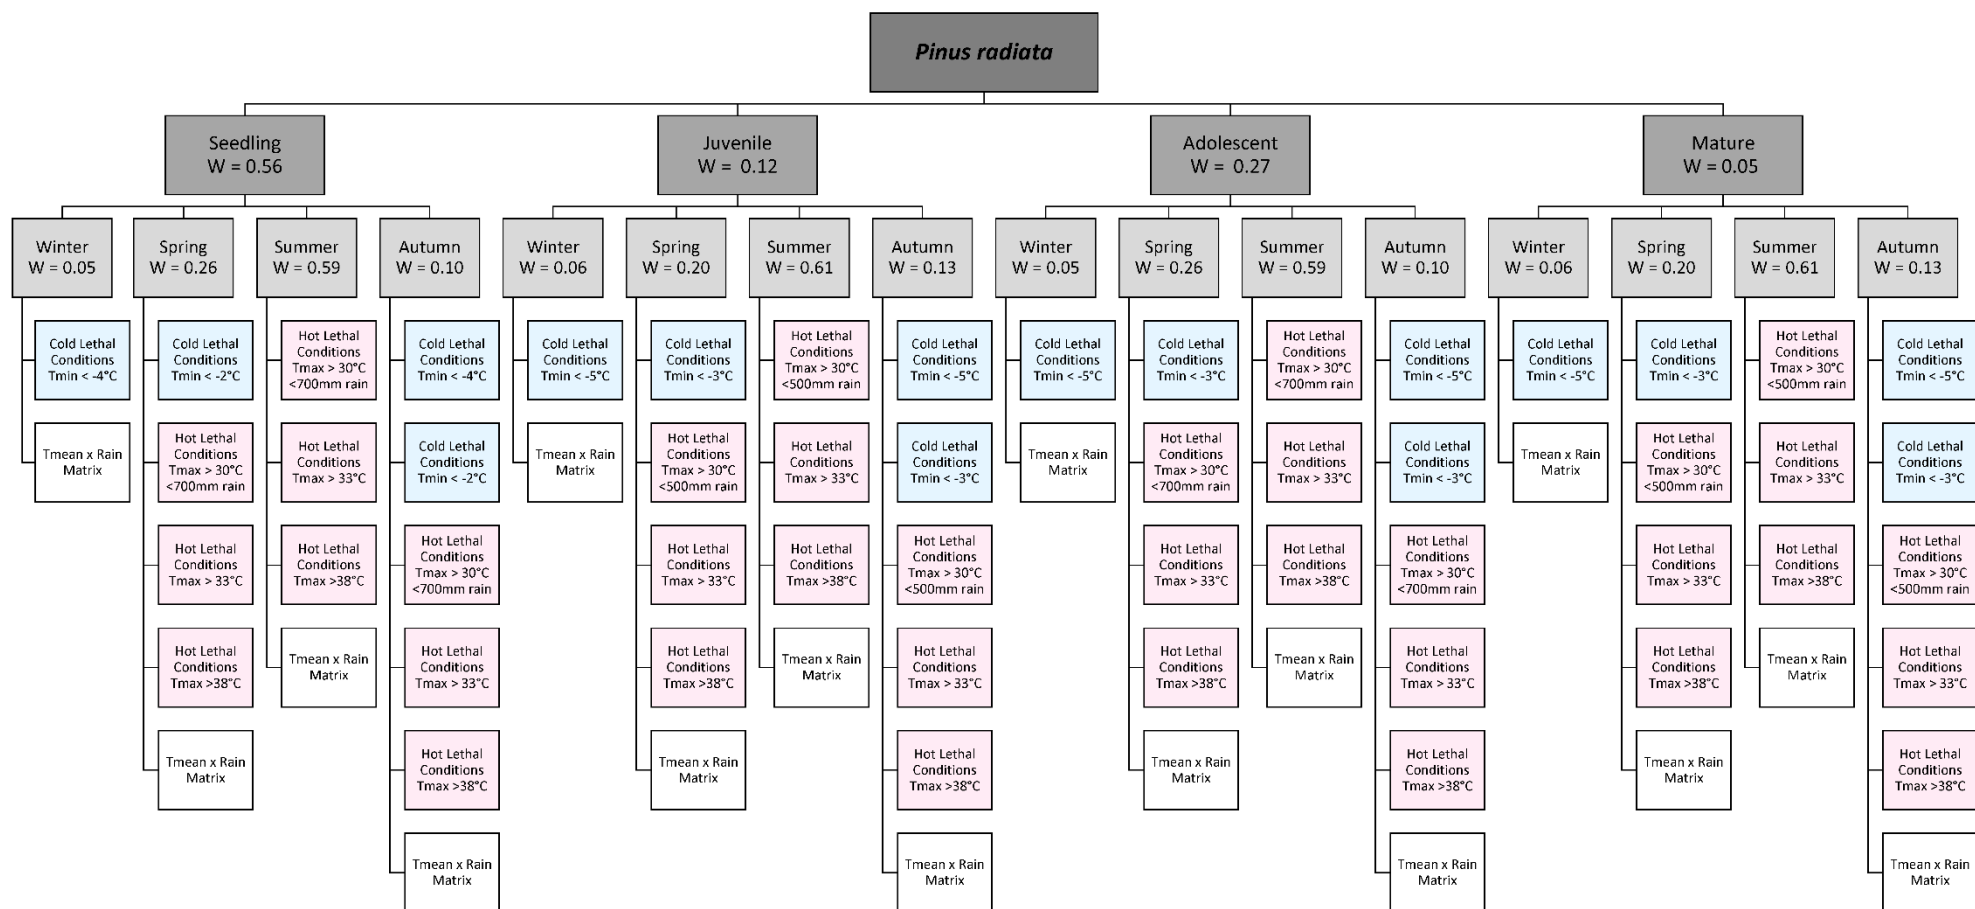 Pinus radiata
Seedling
W = 0.56
Juvenile
W =  0.12
Adolescent
W =  0.27
Mature
W = 0.05
Winter
W = 0.05
Spring
W = 0.26
Summer
W = 0.59
Autumn
W = 0.10
Winter
W = 0.06
Spring
W = 0.20
Summer
W = 0.61
Autumn
W = 0.13
Winter
W = 0.05
Spring
W = 0.26
Summer
W = 0.59
Autumn
W = 0.10
Winter
W = 0.06
Spring
W = 0.20
Summer
W = 0.61
Autumn
W = 0.13
Cold Lethal
Conditions
Tmin < -4°C
Cold Lethal
Conditions
Tmin < -2°C
Hot Lethal
Conditions
Tmax > 30°C
<700mm rain
Cold Lethal
Conditions
Tmin < -4°C
Cold Lethal
Conditions
Tmin < -5°C
Cold Lethal
Conditions
Tmin < -3°C
Hot Lethal
Conditions
Tmax > 30°C
<500mm rain
Cold Lethal
Conditions
Tmin < -5°C
Cold Lethal
Conditions
Tmin < -5°C
Cold Lethal
Conditions
Tmin < -3°C
Hot Lethal
Conditions
Tmax > 30°C
<700mm rain
Cold Lethal
Conditions
Tmin < -5°C
Cold Lethal
Conditions
Tmin < -5°C
Cold Lethal
Conditions
Tmin < -3°C
Hot Lethal
Conditions
Tmax > 30°C
<500mm rain
Cold Lethal
Conditions
Tmin < -5°C
Tmean x Rain
Matrix
Hot Lethal
Conditions
Tmax > 30°C
<700mm rain
Hot Lethal
Conditions
Tmax > 33°C
Cold Lethal
Conditions
Tmin < -2°C
Tmean x Rain
Matrix
Hot Lethal
Conditions
Tmax > 30°C
<500mm rain
Hot Lethal
Conditions
Tmax > 33°C
Cold Lethal
Conditions
Tmin < -3°C
Tmean x Rain
Matrix
Hot Lethal
Conditions
Tmax > 30°C
<700mm rain
Hot Lethal
Conditions
Tmax > 33°C
Cold Lethal
Conditions
Tmin < -3°C
Tmean x Rain
Matrix
Hot Lethal
Conditions
Tmax > 30°C
<500mm rain
Hot Lethal
Conditions
Tmax > 33°C
Cold Lethal
Conditions
Tmin < -3°C
Hot Lethal
Conditions
Tmax > 33°C
Hot Lethal
Conditions
Tmax >38°C
Hot Lethal
Conditions
Tmax > 30°C
<700mm rain
Hot Lethal
Conditions
Tmax > 33°C
Hot Lethal
Conditions
Tmax >38°C
Hot Lethal
Conditions
Tmax > 30°C
<500mm rain
Hot Lethal
Conditions
Tmax > 33°C
Hot Lethal
Conditions
Tmax >38°C
Hot Lethal
Conditions
Tmax > 30°C
<700mm rain
Hot Lethal
Conditions
Tmax > 33°C
Hot Lethal
Conditions
Tmax >38°C
Hot Lethal
Conditions
Tmax > 30°C
<500mm rain
Hot Lethal
Conditions
Tmax >38°C
Tmean x Rain
Matrix
Hot Lethal
Conditions
Tmax > 33°C
Hot Lethal
Conditions
Tmax >38°C
Tmean x Rain
Matrix
Hot Lethal
Conditions
Tmax > 33°C
Hot Lethal
Conditions
Tmax >38°C
Tmean x Rain
Matrix
Hot Lethal
Conditions
Tmax > 33°C
Hot Lethal
Conditions
Tmax >38°C
Tmean x Rain
Matrix
Hot Lethal
Conditions
Tmax > 33°C
Tmean x Rain
Matrix
Hot Lethal
Conditions
Tmax >38°C
Tmean x Rain
Matrix
Hot Lethal
Conditions
Tmax >38°C
Tmean x Rain
Matrix
Hot Lethal
Conditions
Tmax >38°C
Tmean x Rain
Matrix
Hot Lethal
Conditions
Tmax >38°C
Tmean x Rain
Matrix
Tmean x Rain
Matrix
Tmean x Rain
Matrix
Tmean x Rain
Matrix